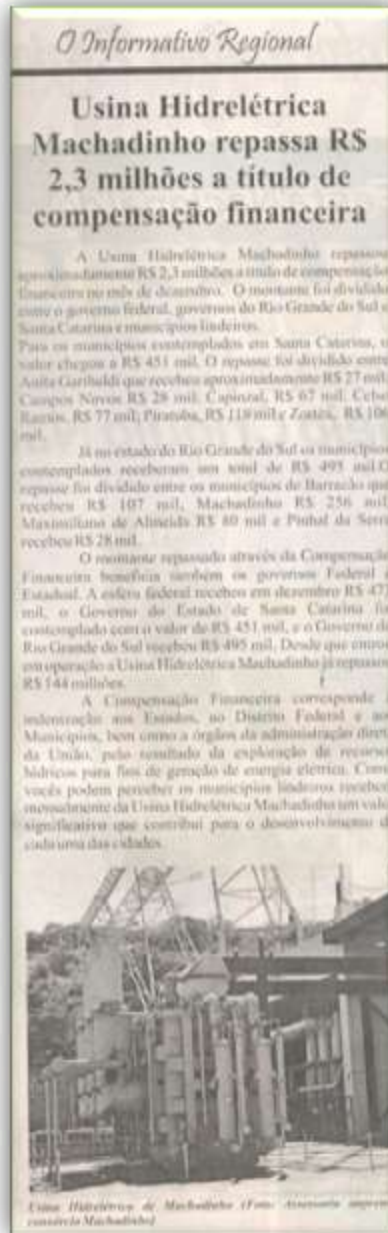 O Informativo Regional
Usina Hidrelétrica
Machadinho repassa R$
2,3 milhões a título de
compensação financeira
A Usina Hidrelétrica Machadinho repassou
aproximadamente R$ 2,3 milhões a título de compensação
financeira no mês de dezembro. O montante foi dividido
entre o governo federal, governos do Rio Grande do Sul e
Santa Catarina e municípios lindeiros.
Para os municípios contemplados em Santa Catarina, o
valor chegou a R$ 451 mil. O repasse foi dividido entre
Anita Garibaldi que recebeu aproximadamente R$ 27 mil,
Campos Novos R$ 28 mil, Capinzal, R$ 67 mil, Celso
Ramos, R$ 77 mil; Piratuba, R$ 118 mil e Zortéa, R$ 108
mil.
Já no estado do Rio Grande do Sul os municípios
contemplados receberam um total de R$ 495 mil.O
repasse foi dividido entre os municípios de Barracão que
recebeu R$ 107 mil, Machadinho R$ 256 mil,
Maximiliano de Almeida R$ 80 mil e Pinhal da Serra
recebeu R$ 28 mil.
O montante repassado através da Compensação
Financeira beneficia também os governos Federal e
Estadual. A esfera federal recebeu em dezembro R$
mil, o Governo do Estado de Santa Catarina foi
contemplado com o valor de R$ 451 mil, e o Governo do
Rio Grande do Sul recebeu R$ 495 mil. Desde que entrou
em operação a Usina Hidrelétrica Machadinho já repassou
R$ 144 milhões.
A Compensação Financeira corresponde
indenização aos Estados, ao Distrito Federal e aos
Municípios, bem como a órgãos da administração direta
da União, pelo resultado da exploração de recursos
hídricos para fins de geração de energia elétrica. Como
vocês podem perceber os municípios lindeiros recebem
mensalmente da Usina Hidrelétrica Machadinho um valor
significativo que contribui para o desenvolvimento de
cada uma das cidades.
Usina Hidrelétrica de Machadinho (Foto: Assessoria
consórcio Machadinho)